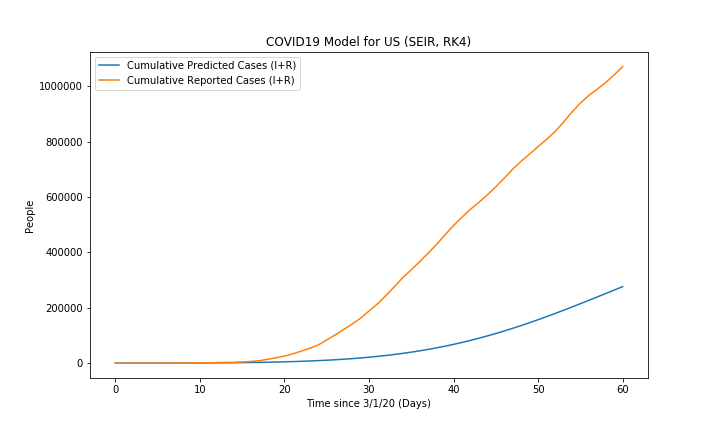 COVID19 Model for US (SEIR, RK4)
Cumulative Predicted Cases (I+R)
Cumulative Reported Cases (I+R)
1000000
800000
600000
400000
200000
0
People
0 10 20 30 40 50 60
Time since 3/1/20 (Days)